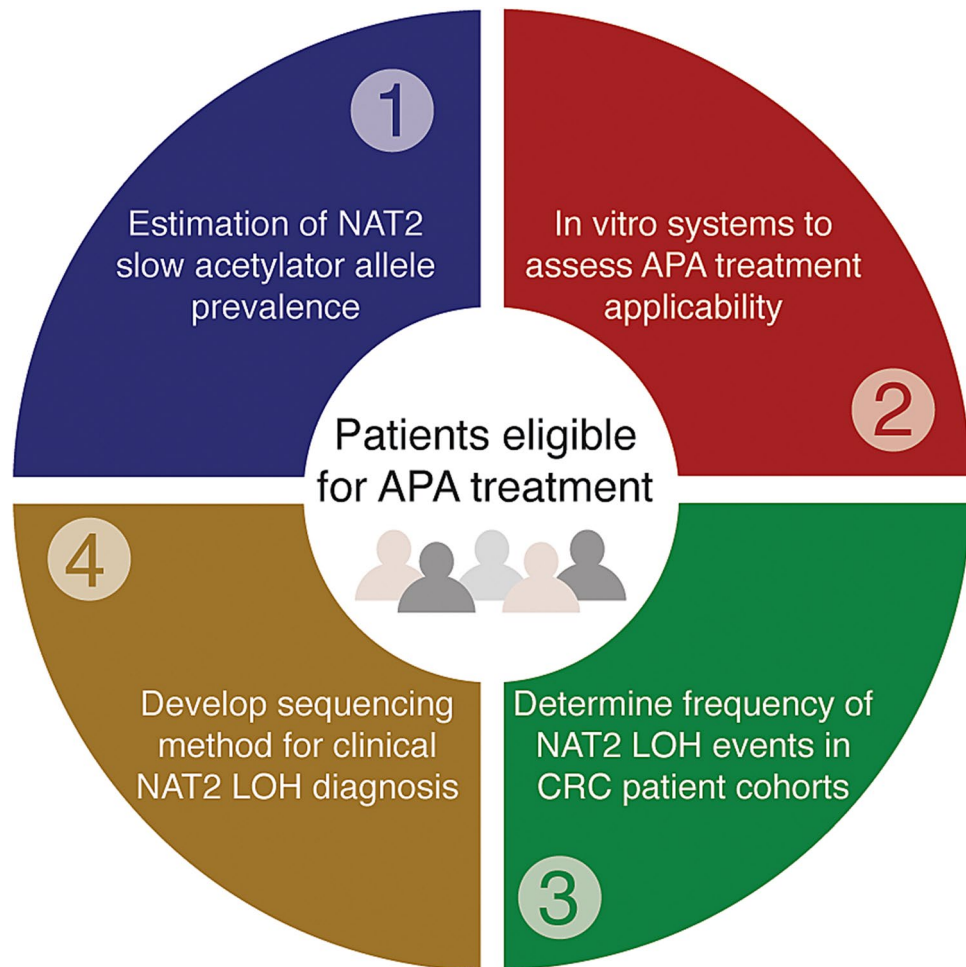 1
Estimation of NAT2
slow acetylator allele
prevalence
In vitro systems to
assess APA treatment
applicability
2
Patients eligible
for APA treatment
4
Develop sequencing
method for clinical
NAT2 LOH diagnosis
Determine frequency of
NAT2 LOH events in
CRC patient cohorts
3